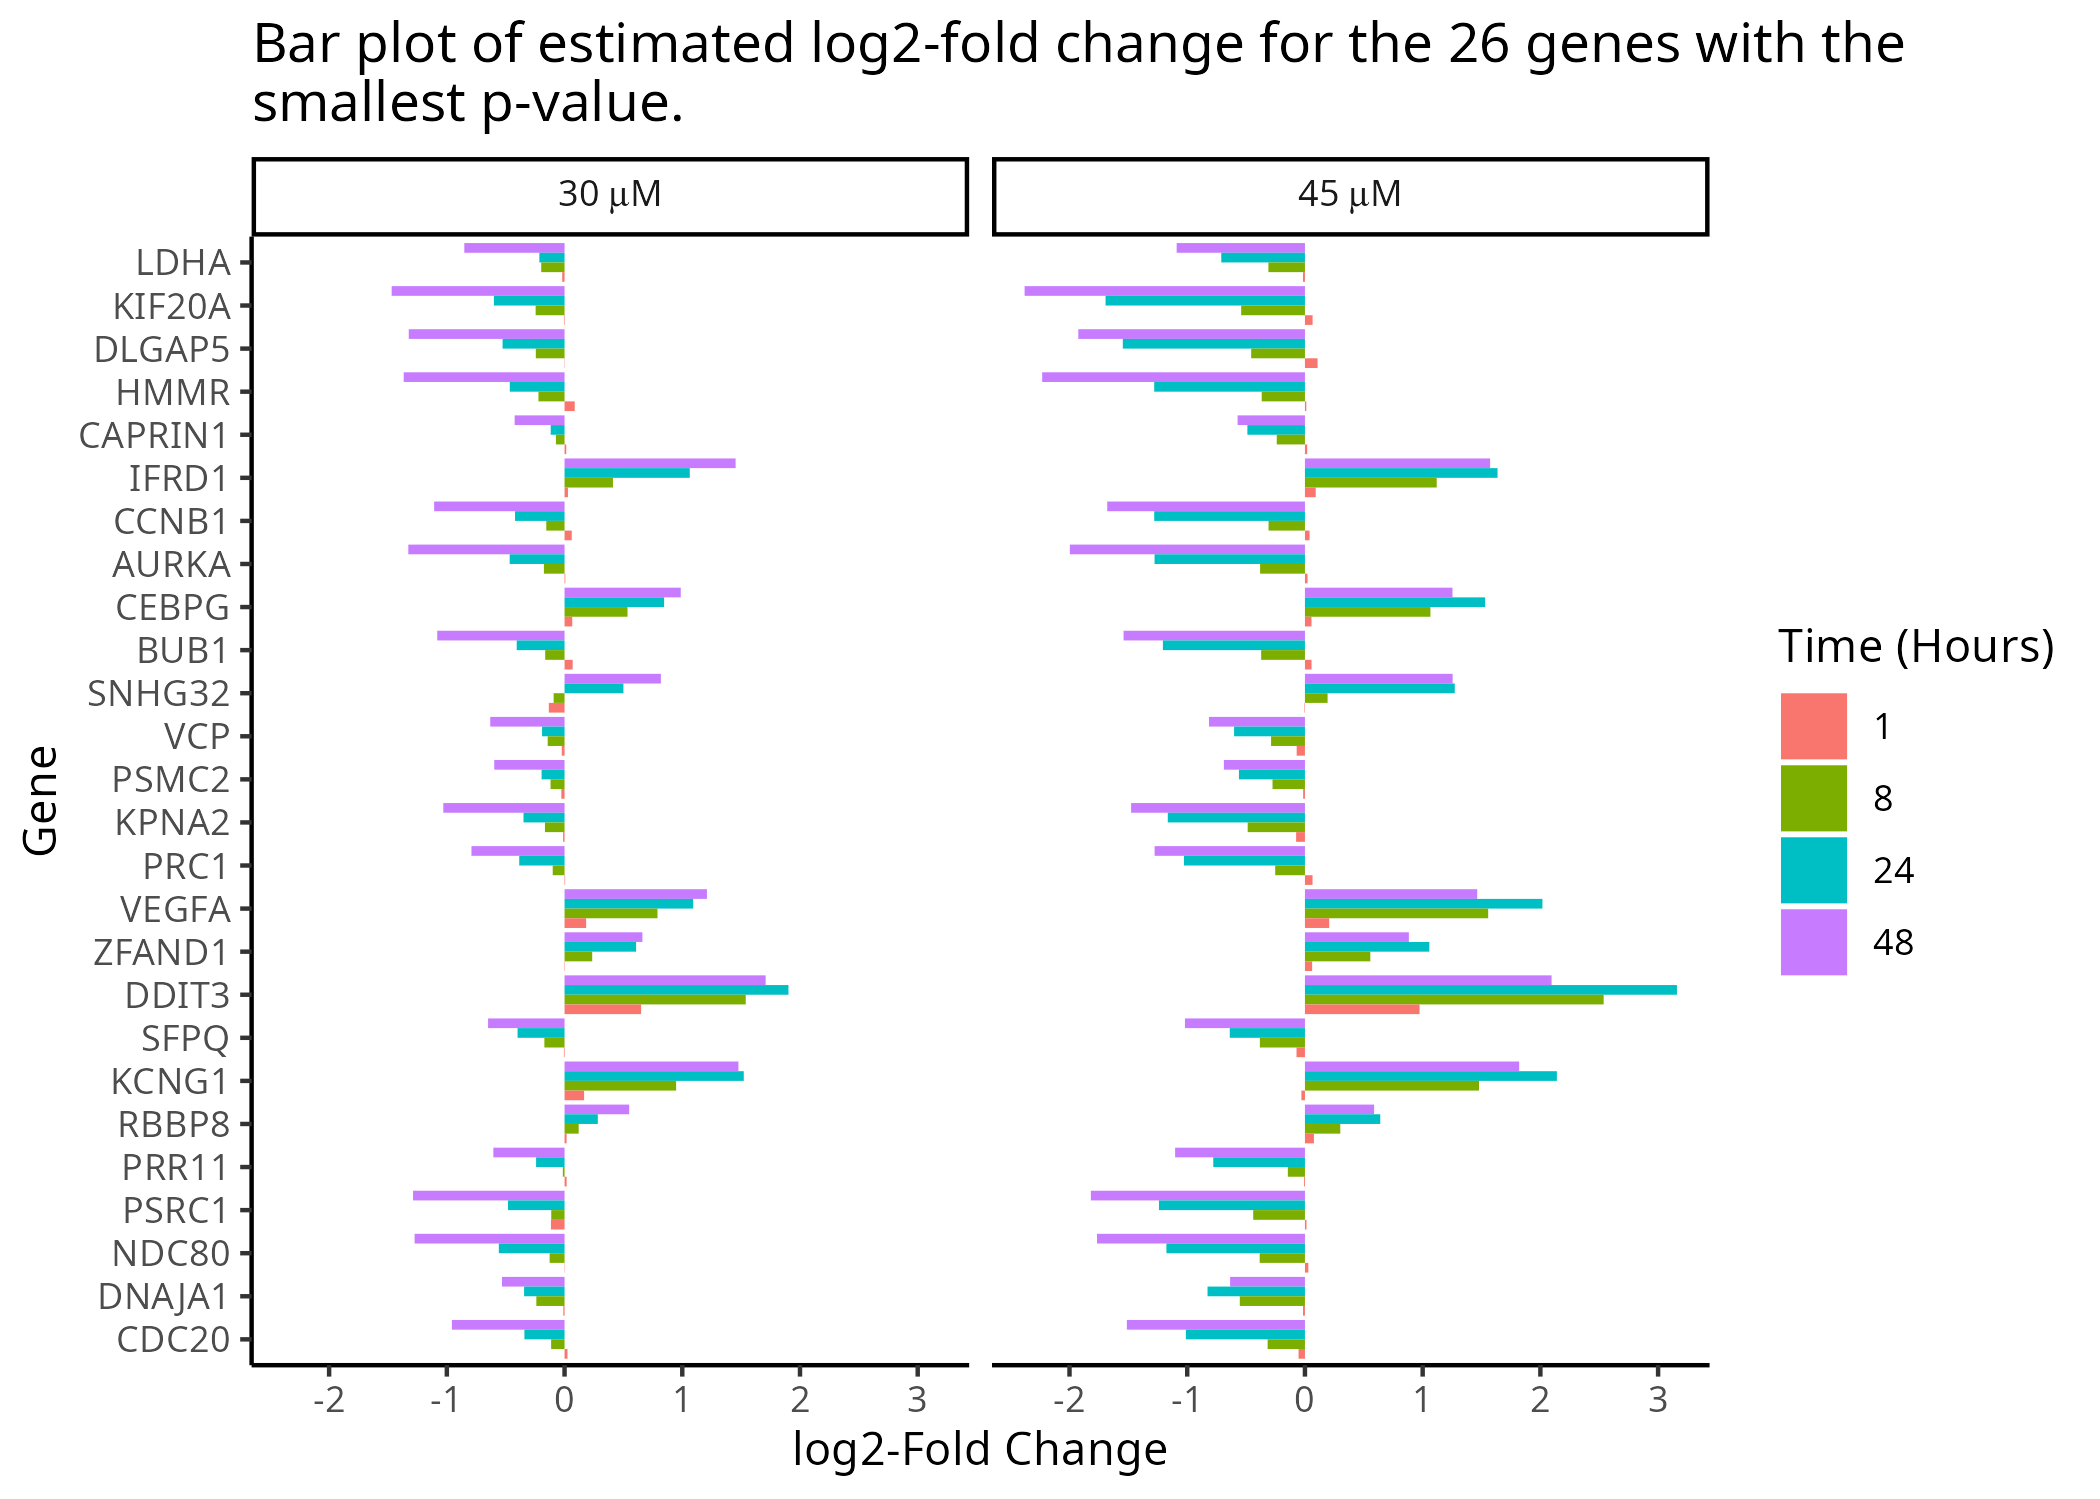 Bar plot of estimated log2-fold change for the 26 genes with the
smallest p-value.
30 μM
45 μM
LDHA
KIF20A
DLGAP5
HMMR
CAPRIN1
IFRD1
CCNB1
AURKA
CEBPG
BUB1
SNHG32
VCP
PSMC2
KPNA2
PRC1
VEGFA
ZFAND1
DDIT3
SFPQ
KCNG1
RBBP8
PRR11
PSRC1
NDC80
DNAJA1
CDC20
Gene
-2 -1 0 1 2 3
-2 -1 0 1 2 3
log2-Fold Change
Time (Hours)
1
8
24
48